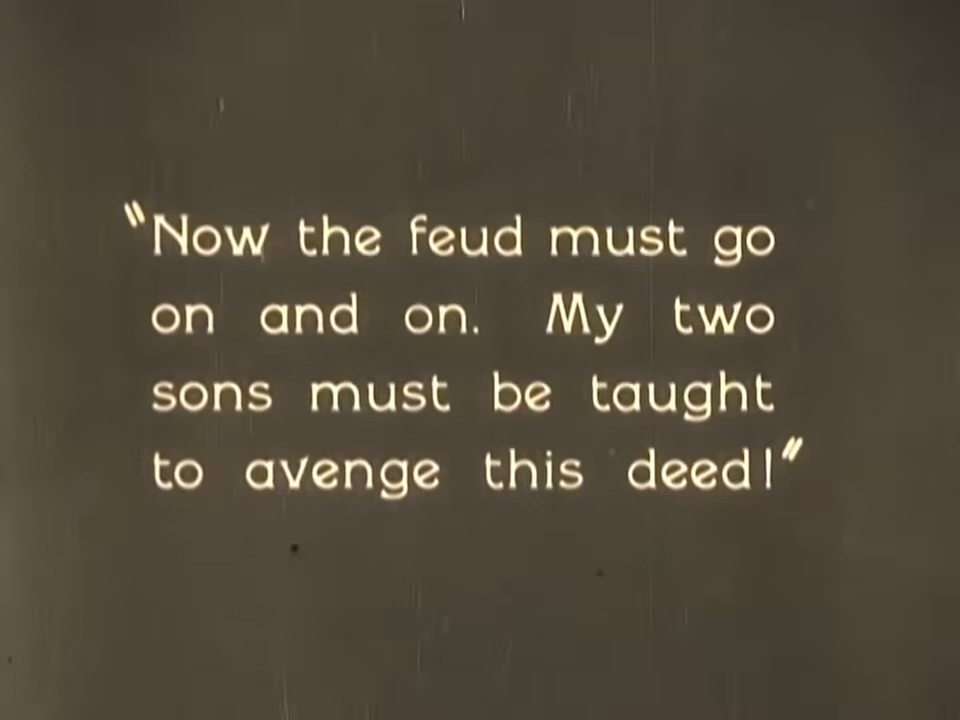 "Now the feud must go
on and on. My two
sons must be taught
to avenge this deed!"